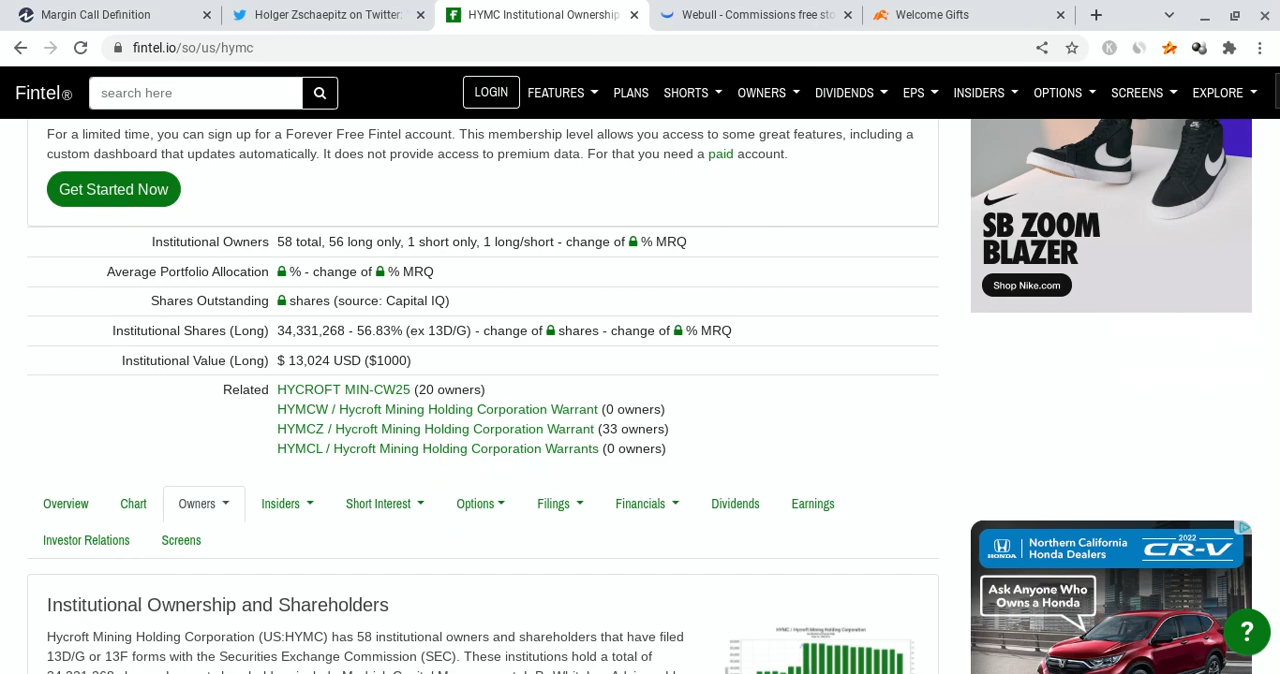 Margin Call Definition
Holger Zschaepitz on Twitter:
HYMC Institutional Ownership
Webull - Commissions free sto
Welcome Gifts
fintel.io/so/us/hymc
Fintel®
search here
LOGIN
FEATURES
PLANS
SHORTS
OWNERS
DIVIDENDS
EPS
INSIDERS
OPTIONS
SCREENS
EXPLORE
For a limited time, you can sign up for a Forever Free Fintel account. This membership level allows you access to some great features, including a
custom dashboard that updates automatically. It does not provide access to premium data. For that you need a paid account.
Get Started Now
Institutional Owners 58 total, 56 long only, 1 short only, 1 long/short - change of % MRQ
Average Portfolio Allocation % - change of % MRQ
Shares Outstanding shares (source: Capital IQ)
Institutional Shares (Long) 34,331,268 - 56.83% (ex 13D/G) - change of shares - change of % MRQ
Institutional Value (Long) $ 13,024 USD ($1000)
Related HYCROFT MIN-CW25 (20 owners)
HYMCW / Hycroft Mining Holding Corporation Warrant (0 owners)
HYMCZ / Hycroft Mining Holding Corporation Warrant (33 owners)
HYMCL / Hycroft Mining Holding Corporation Warrants (0 owners)
Overview
Chart
Owners
Insiders
Short Interest
Options
Filings
Financials
Dividends
Earnings
Investor Relations
Screens
Institutional Ownership and Shareholders
Hycroft Mining Holding Corporation (US:HYMC) has 58 institutional owners and shareholders that have filed
13D/G or 13F forms with the Securities Exchange Commission (SEC). These institutions hold a total of
HYMC / Hycroft Mining Holding Corporation
SB ZOOM
BLAZER
Shop Nike.com
HONDA
Northern California
Honda Dealers
2022
CR-V
Ask Anyone Who
Owns a Honda
?